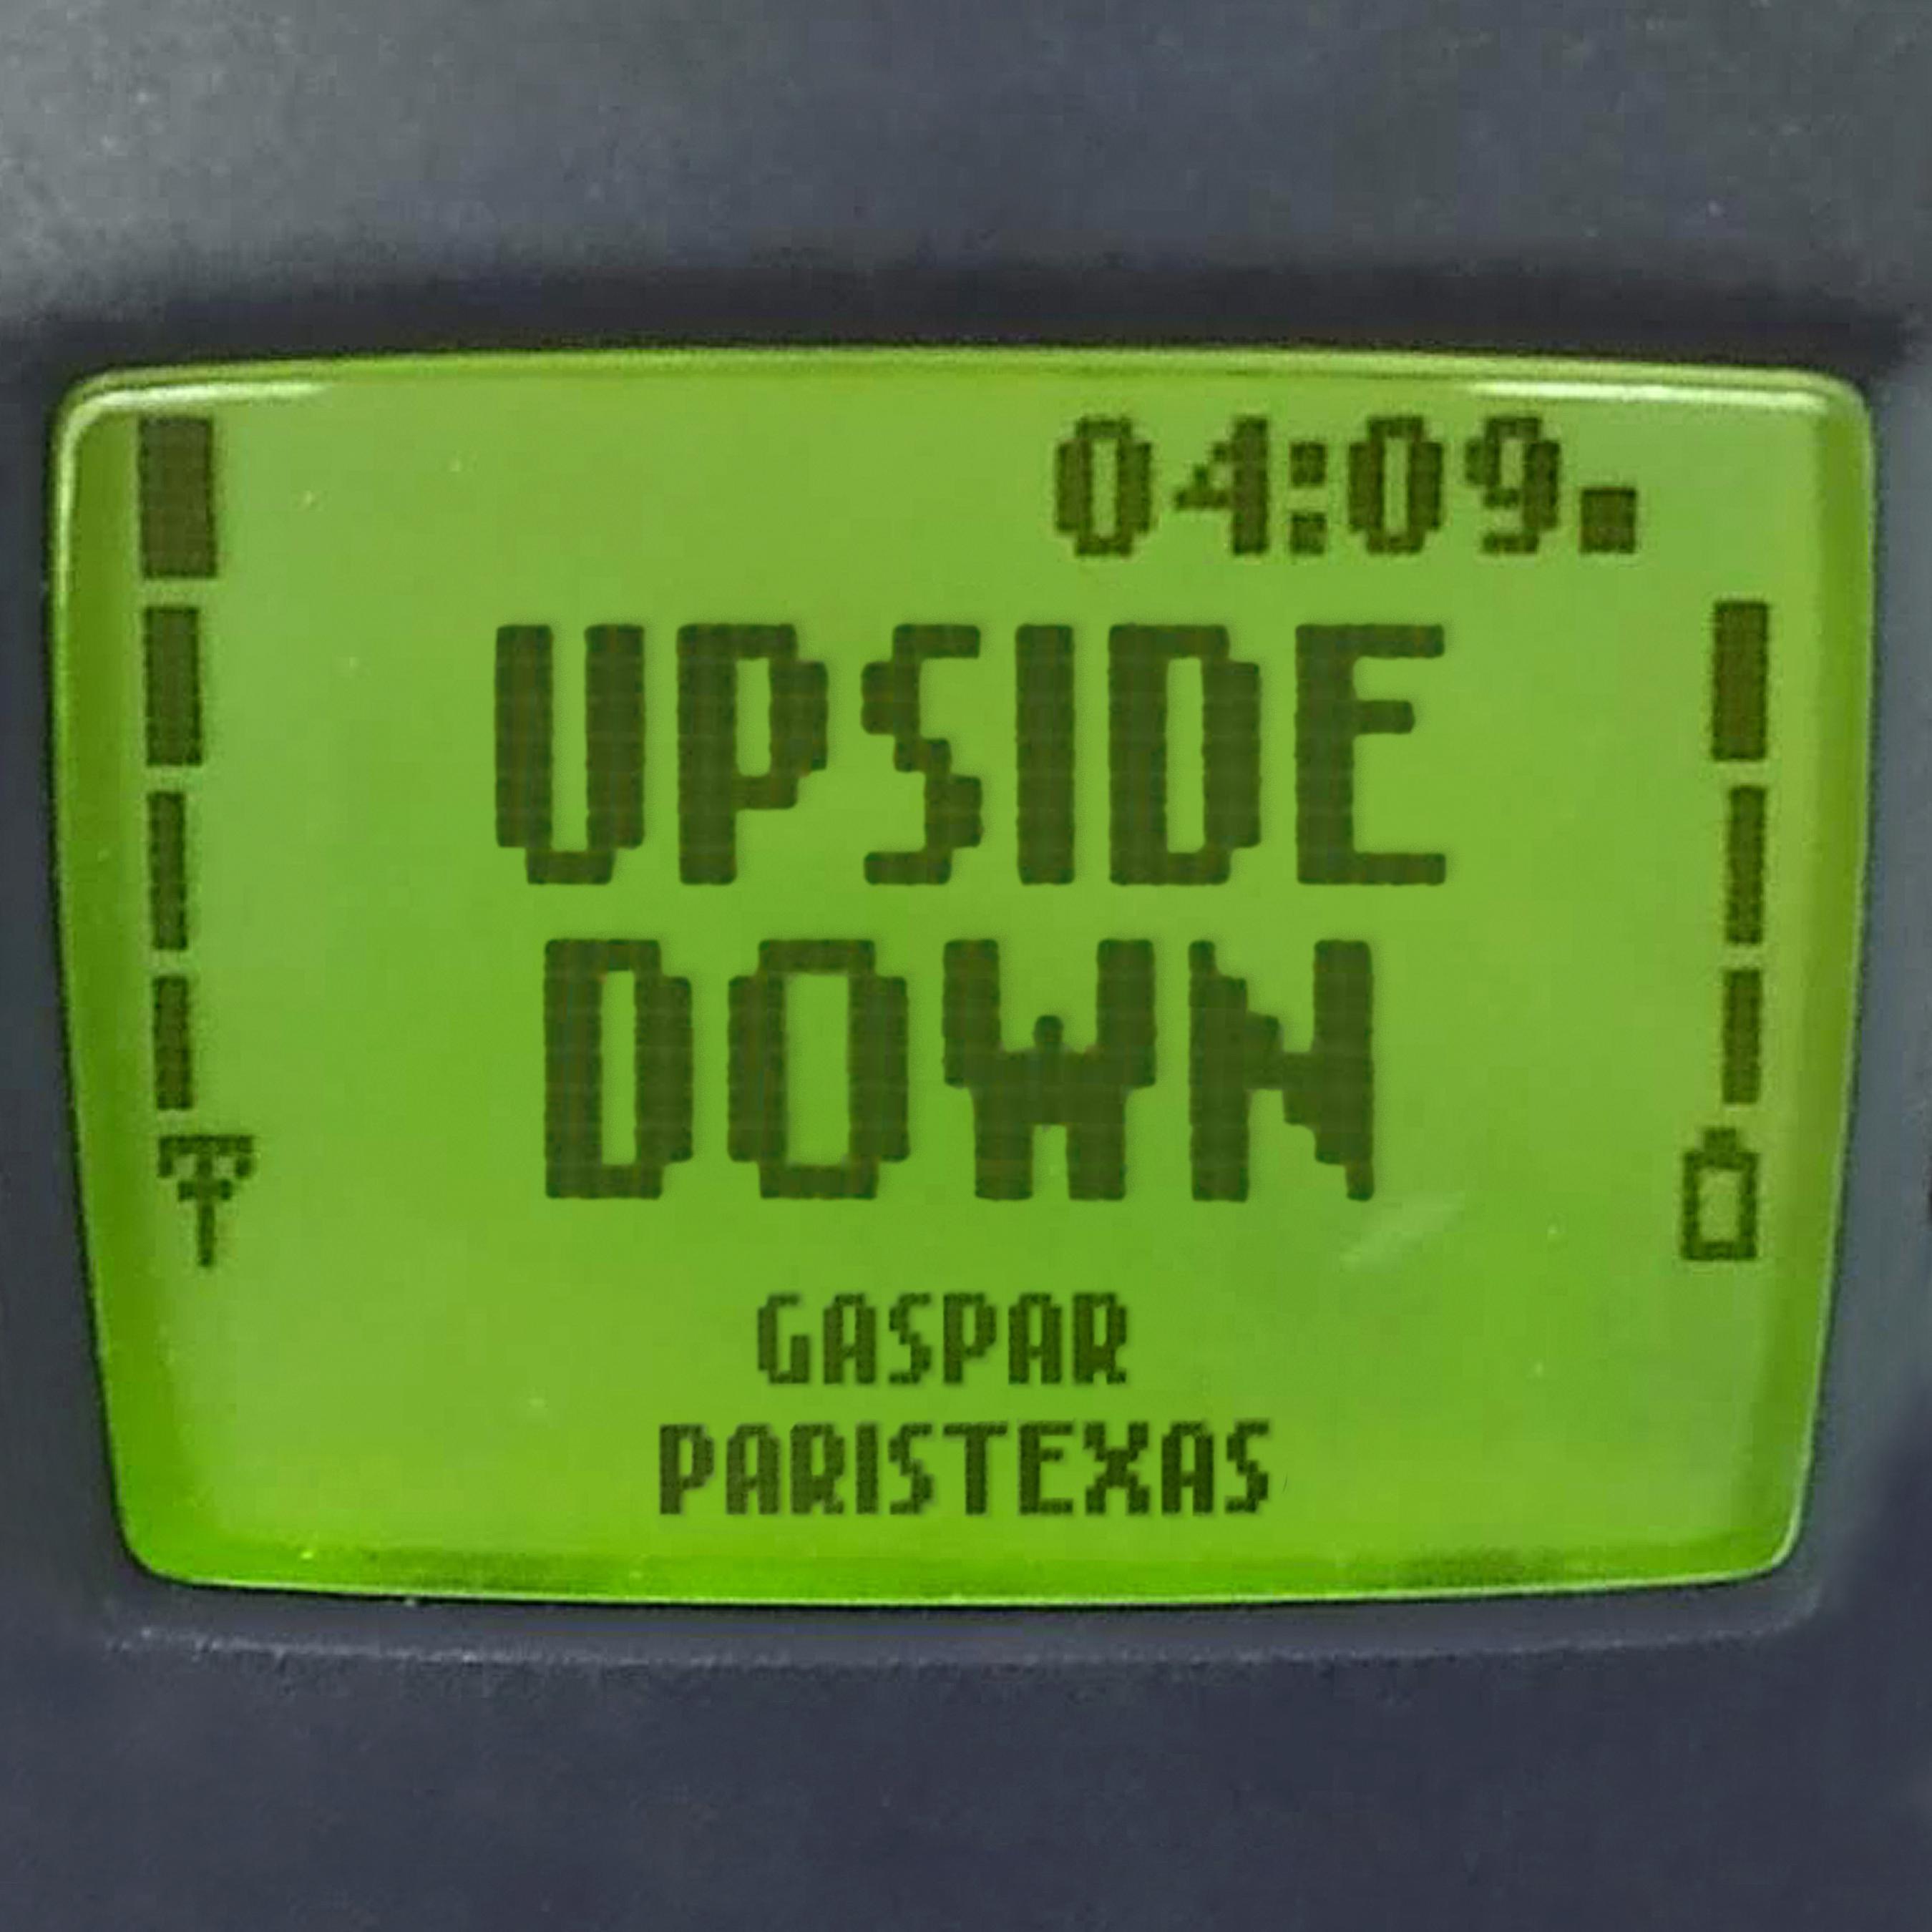 04:09.
UPSIDE
DOWN
GASPAR
PARISTEXAS